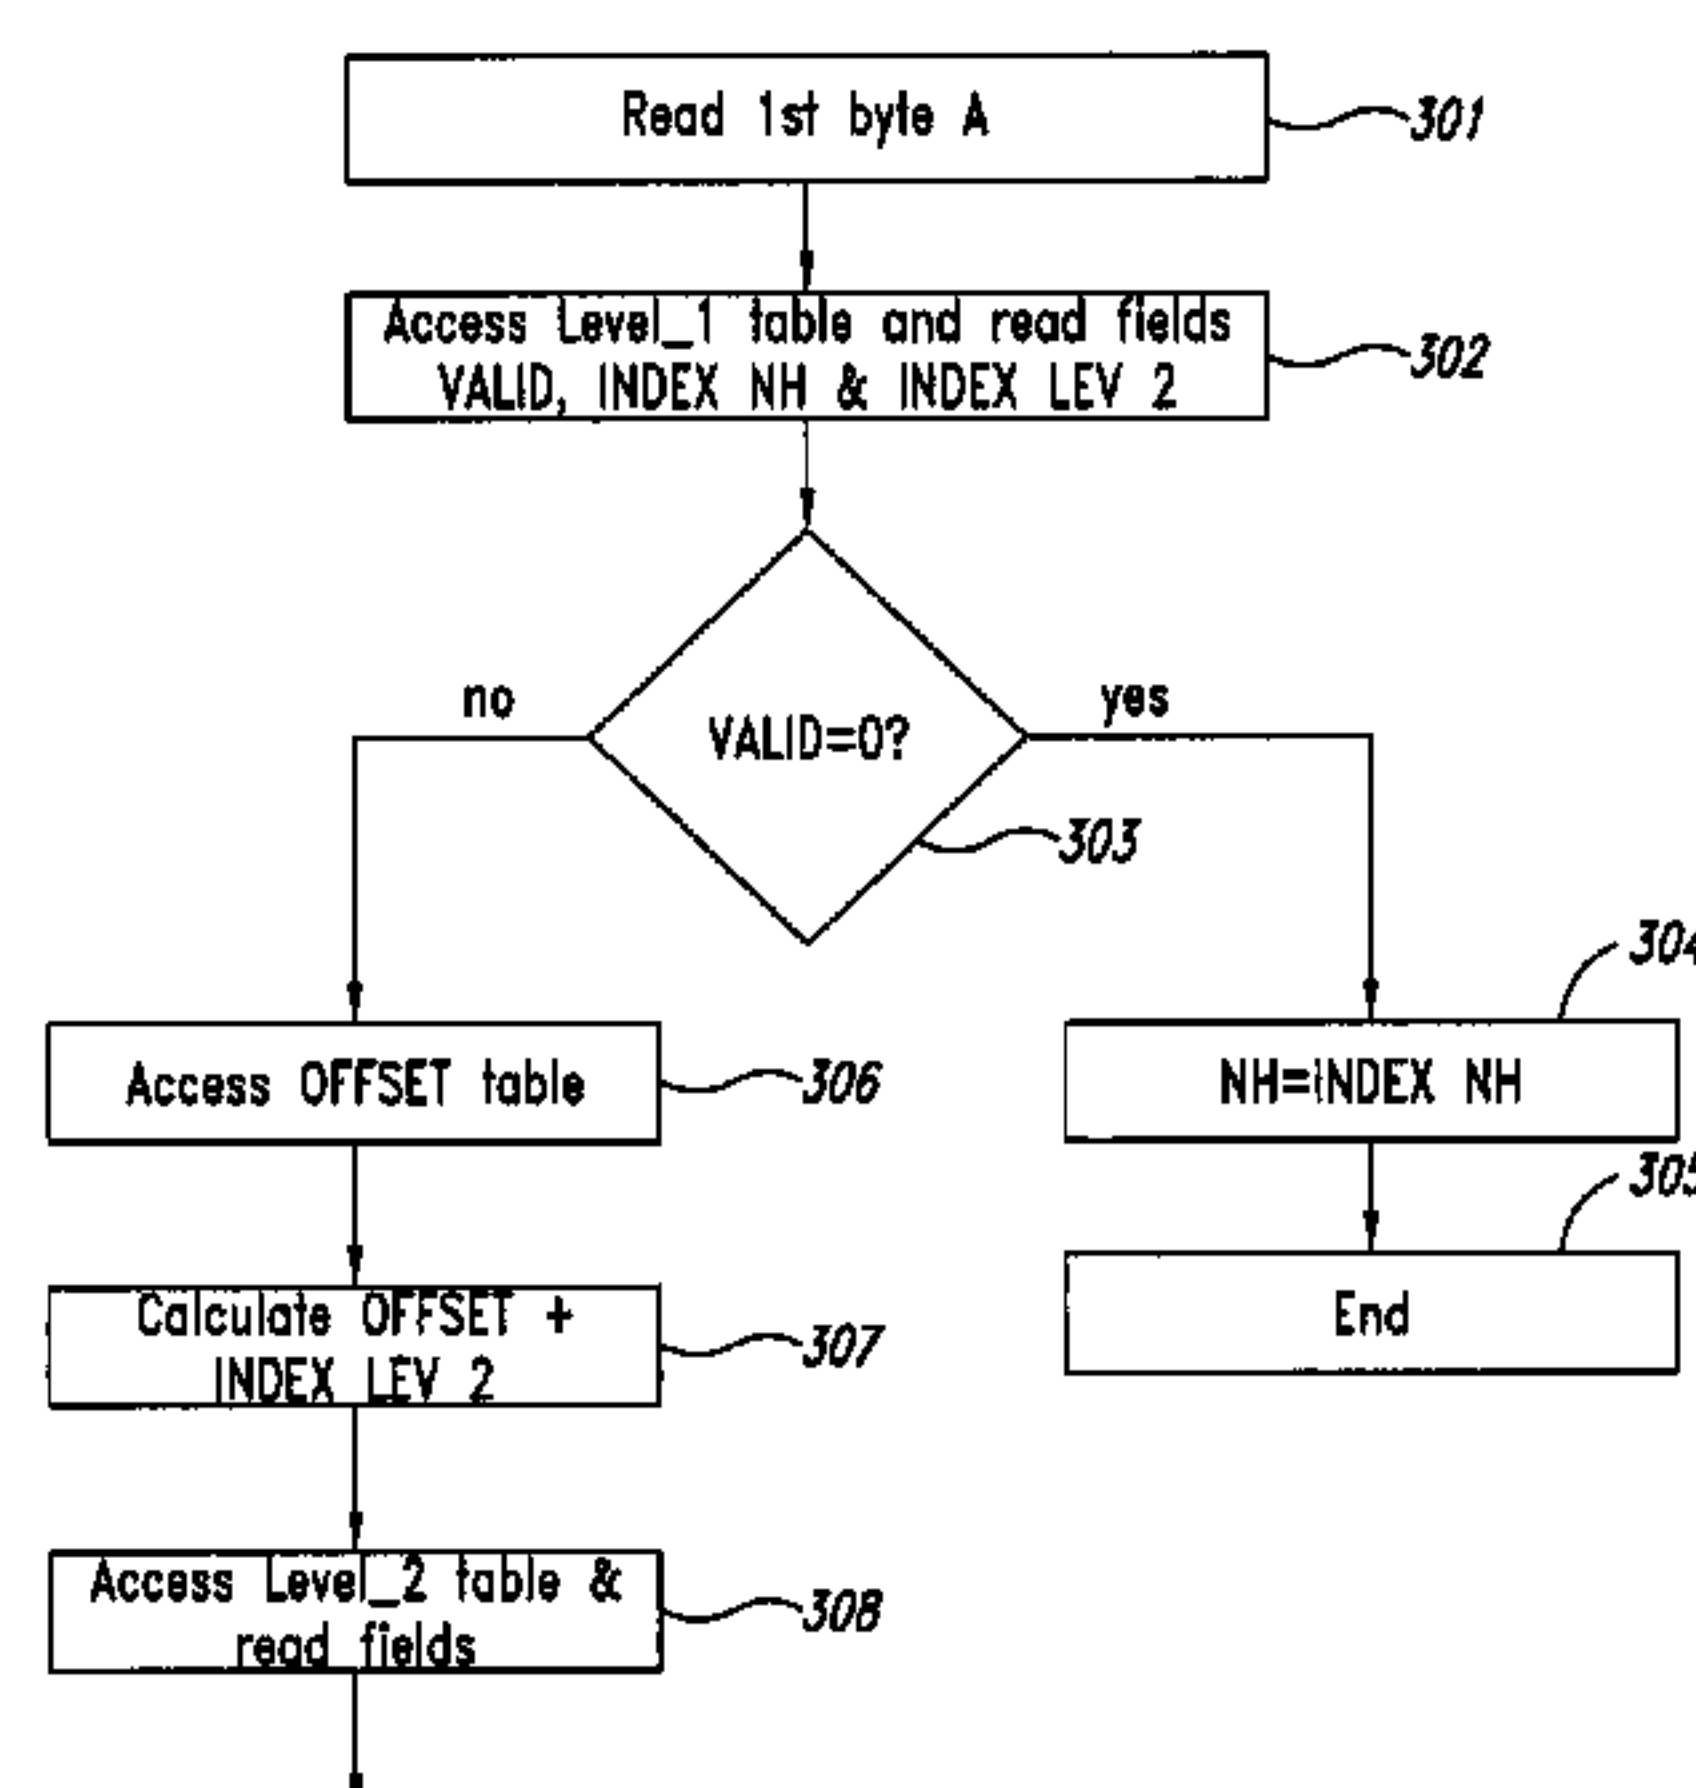 Read 1st byte A
301
Access Level_1 table and read fields
VALID, INDEX NH & INDEX LEV 2
302
no
yes
VALID=0?
303
304
Access OFFSET table
306
NH=INDEX NH
305
Calculate OFFSET +
INDEX LEV 2
307
End
Access Level_2 table &
read fields
308